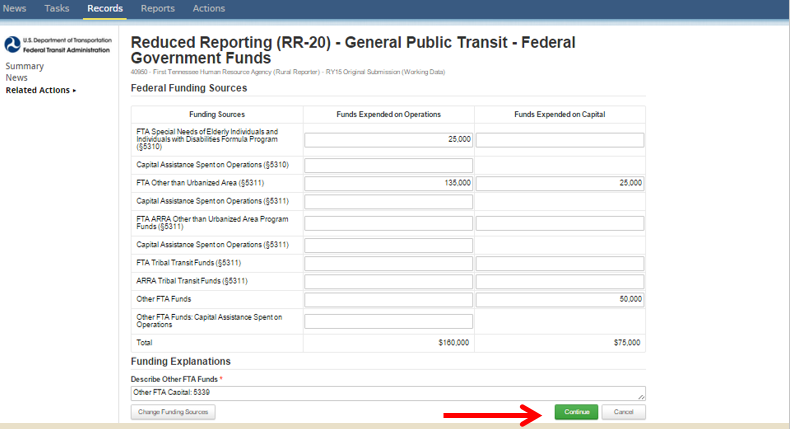 News Tasks Records Reports Actions
U.S. Department of Transportation
Federal Transit Administration
Summary
News
Related Actions ▸
Reduced Reporting (RR-20) - General Public Transit - Federal
Government Funds
40950 - First Tennessee Human Resource Agency (Rural Reporter) - RY15 Original Submission (Working Data)
Federal Funding Sources
Funding Sources Funds Expended on Operations Funds Expended on Capital
FTA Special Needs of Elderly Individuals and
Individuals with Disabilities Formula Program
(§5310)
25,000
Capital Assistance Spent on Operations (§5310)
FTA Other than Urbanized Area (§5311) 135,000 25,000
Capital Assistance Spent on Operations (§5311)
FTA ARRA Other than Urbanized Area Program
Funds (§5311)
Capital Assistance Spent on Operations (§5311)
FTA Tribal Transit Funds (§5311)
ARRA Tribal Transit Funds (§5311)
Other FTA Funds 50,000
Other FTA Funds: Capital Assistance Spent on
Operations
Total $160,000 $75,000
Funding Explanations
Describe Other FTA Funds *
Other FTA Capital: 5339
Change Funding Sources Continue Cancel